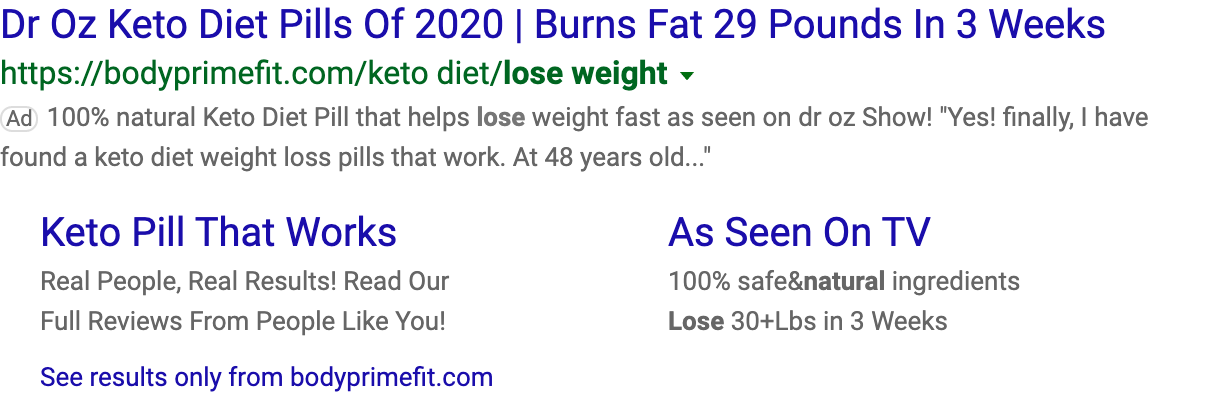 Dr Oz Keto Diet Pills Of 2020 | Burns Fat 29 Pounds In 3 Weeks
https://bodyprimefit.com/keto diet/lose weight
Ad 100% natural Keto Diet Pill that helps lose weight fast as seen on dr oz Show! "Yes! finally, I have
found a keto diet weight loss pills that work. At 48 years old..."
Keto Pill That Works
Real People, Real Results! Read Our
Full Reviews From People Like You!
As Seen On TV
100% safe&natural ingredients
Lose 30+Lbs in 3 Weeks
See results only from bodyprimefit.com